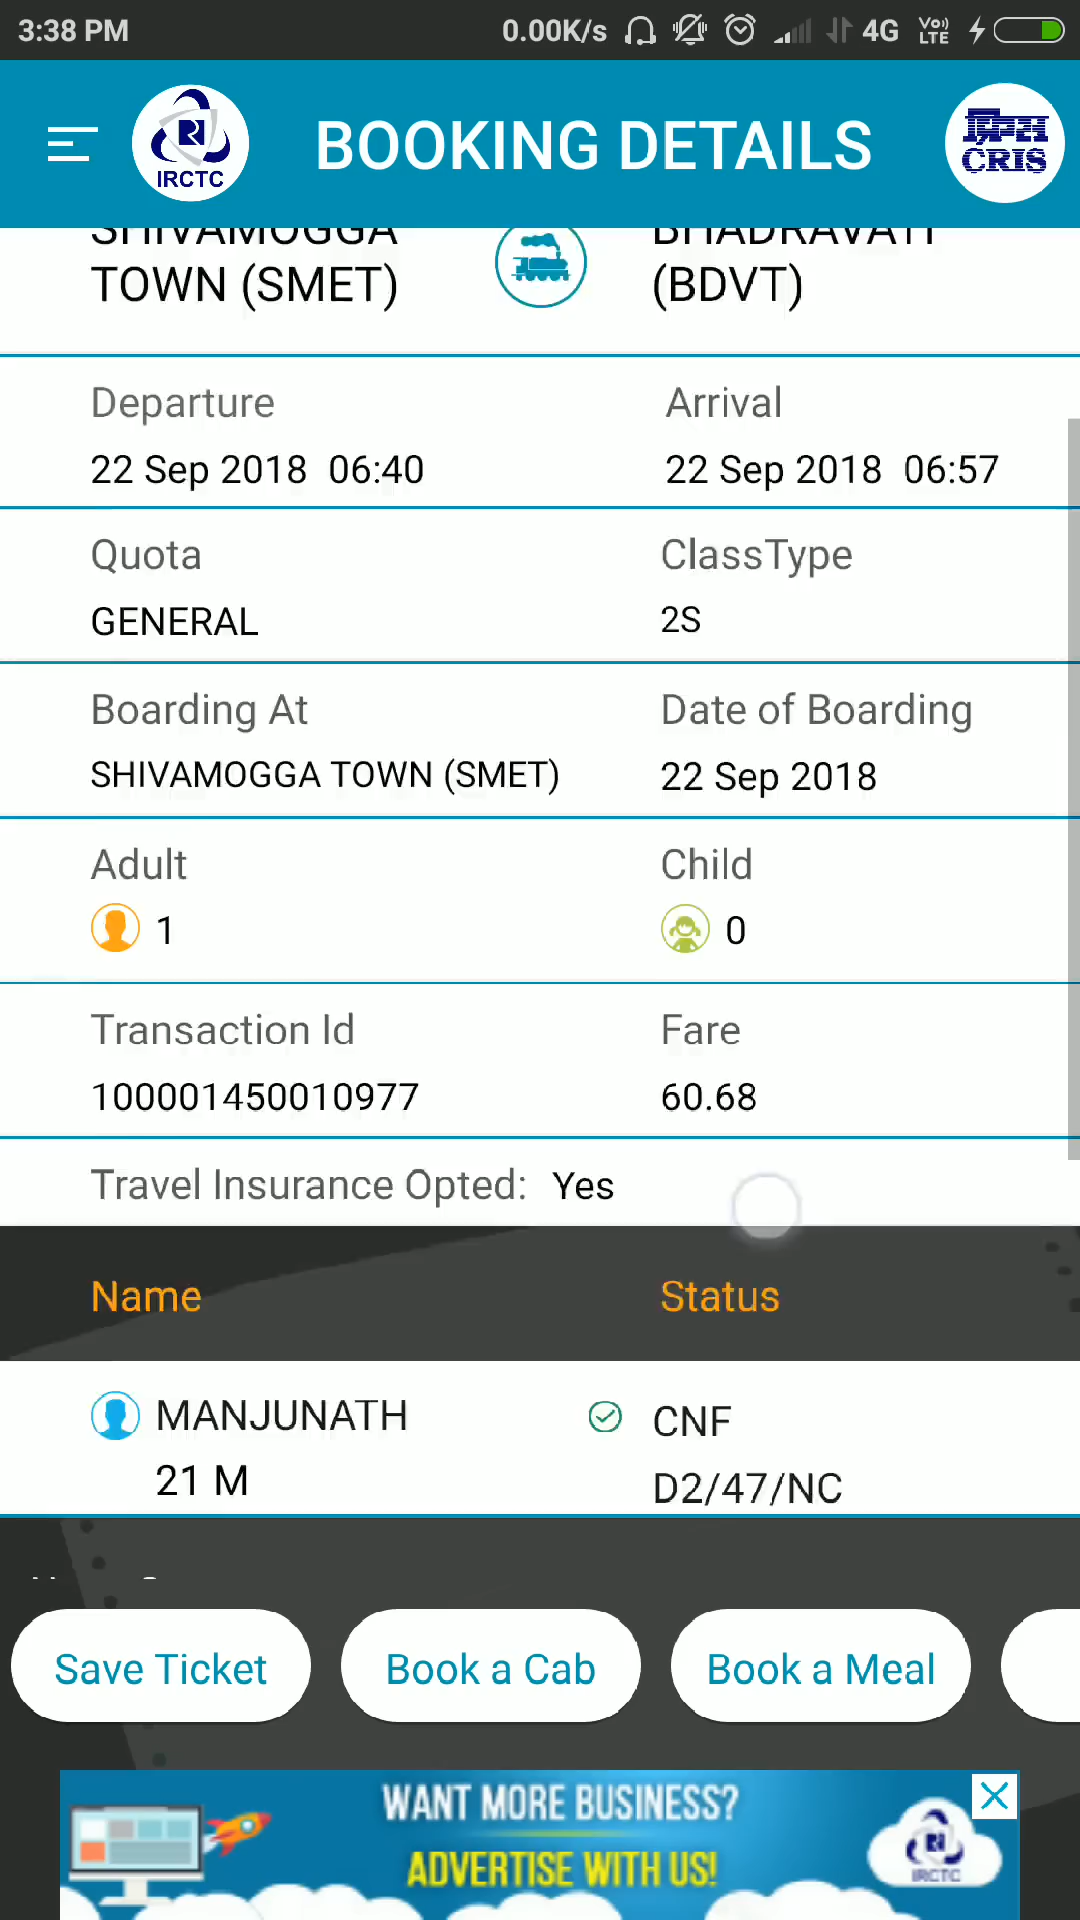 3:38 PM 0.00K/s 4G Vo)) LTE
IRCTC BOOKING DETAILS CRIS
SHIVAMOGGA BHADRAVATI
TOWN (SMET) (BDVT)
Departure Arrival
22 Sep 2018 06:40 22 Sep 2018 06:57
Quota ClassType
GENERAL 2S
Boarding At Date of Boarding
SHIVAMOGGA TOWN (SMET) 22 Sep 2018
Adult Child
1 0
Transaction Id Fare
100001450010977 60.68
Travel Insurance Opted: Yes
Name Status
MANJUNATH CNF
21 M D2/47/NC
Save Ticket Book a Cab Book a Meal
WANT MORE BUSINESS?
ADVERTISE WITH US!
IRCTC